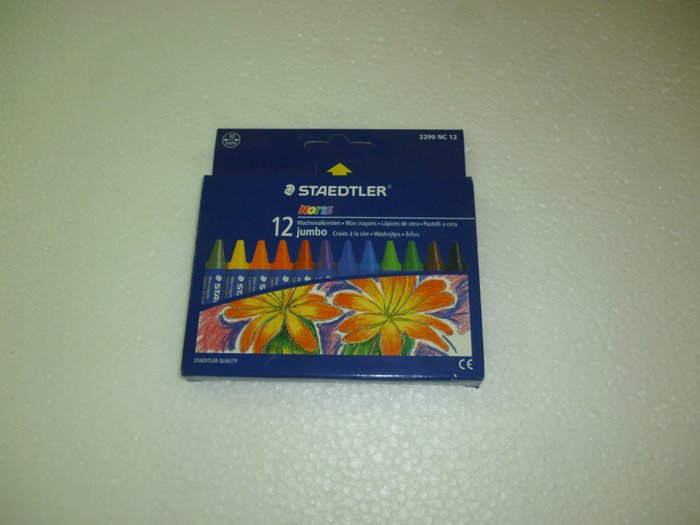 2290 NC 12
STAEDTLER®
NORIS
12 jumbo
Wachsmalkreiden • Wax crayons • Lápices de cera • Pastelli a cera
Craies à la cire • Waskrijtjes •
STAEDTLER QUALITY
CE